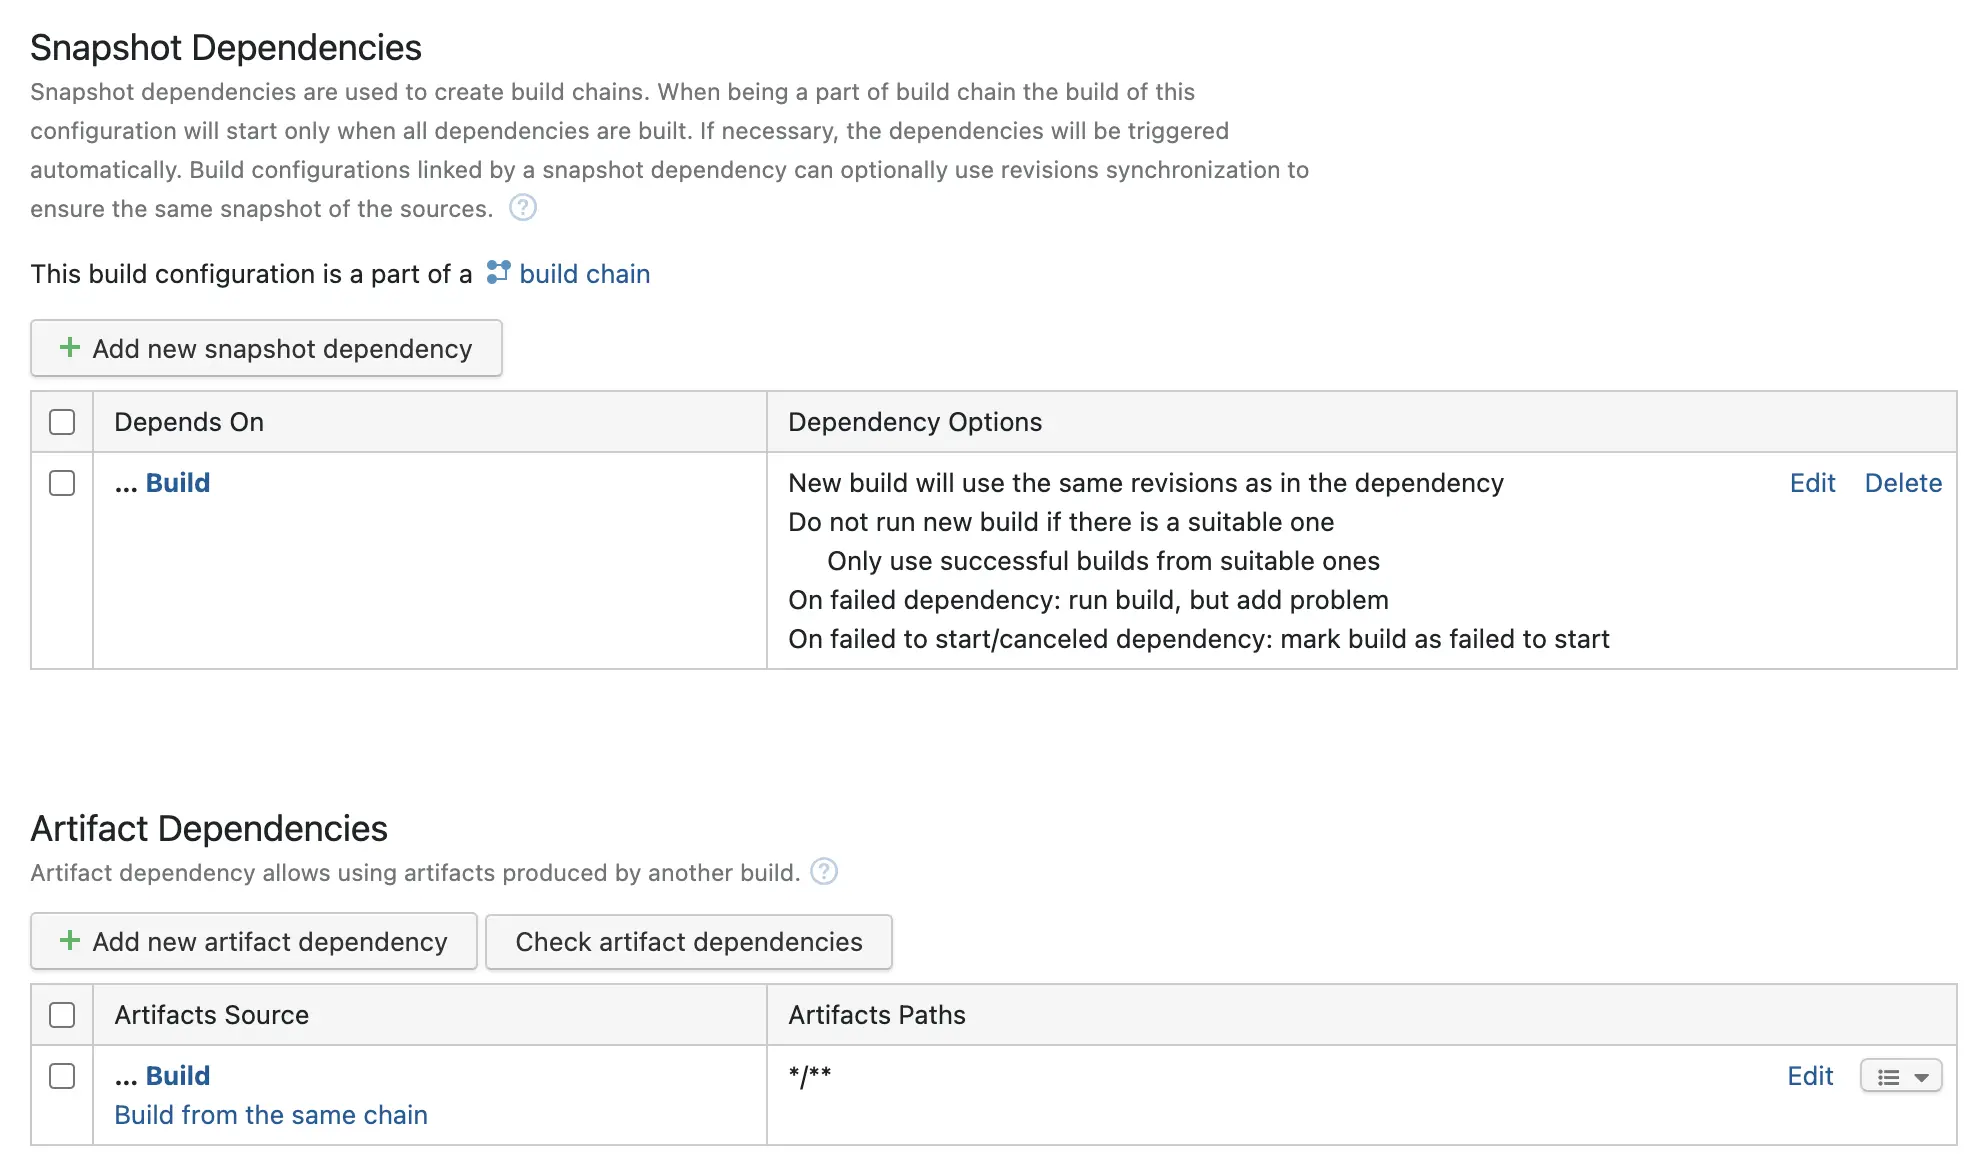 Snapshot Dependencies
Snapshot dependencies are used to create build chains. When being a part of build chain the build of this
configuration will start only when all dependencies are built. If necessary, the dependencies will be triggered
automatically. Build configurations linked by a snapshot dependency can optionally use revisions synchronization to
ensure the same snapshot of the sources. ?
This build configuration is a part of a build chain
+ Add new snapshot dependency
Depends On Dependency Options
... Build New build will use the same revisions as in the dependency Edit Delete
Do not run new build if there is a suitable one
Only use successful builds from suitable ones
On failed dependency: run build, but add problem
On failed to start/canceled dependency: mark build as failed to start
Artifact Dependencies
Artifact dependency allows using artifacts produced by another build. ?
+ Add new artifact dependency Check artifact dependencies
Artifacts Source Artifacts Paths
... Build */** Edit
Build from the same chain